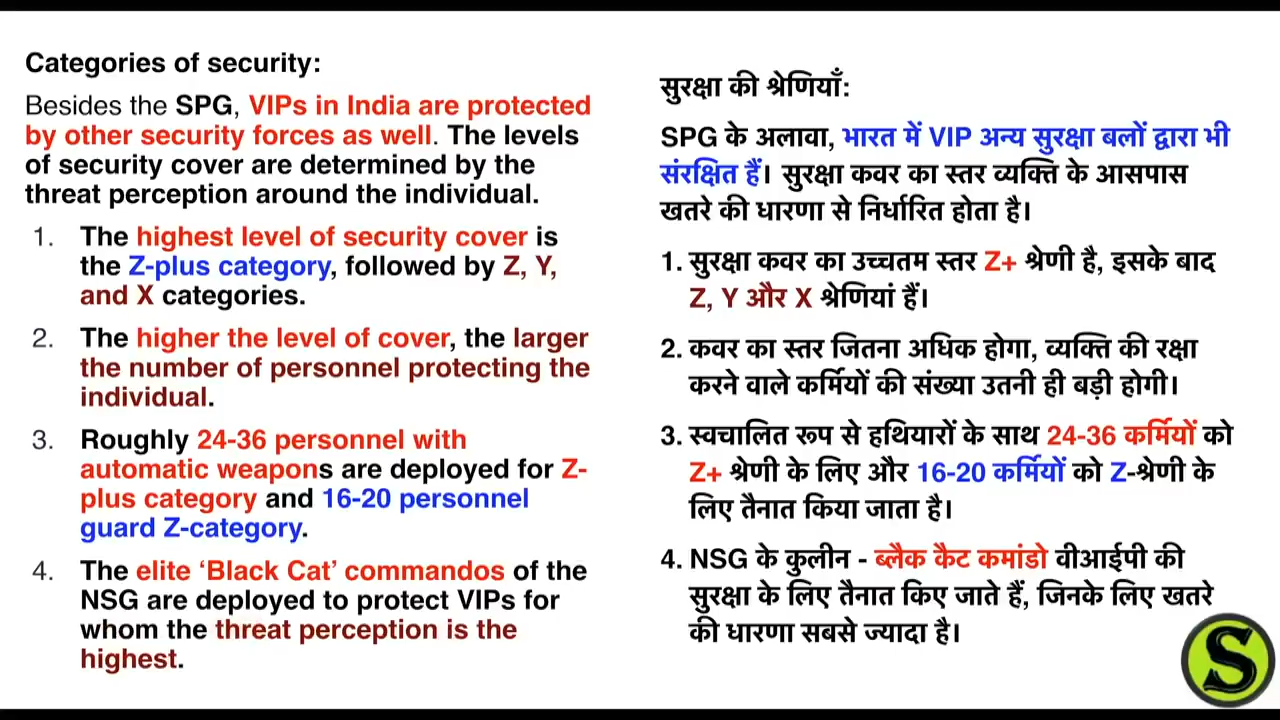 Categories of security:
Besides the SPG, VIPs in India are protected
by other security forces as well. The levels
of security cover are determined by the
threat perception around the individual.
1. The highest level of security cover is
the Z-plus category, followed by Z, Y,
and X categories.
2. The higher the level of cover, the larger
the number of personnel protecting the
individual.
3. Roughly 24-36 personnel with
automatic weapons are deployed for Z-
plus category and 16-20 personnel
guard Z-category.
4. The elite ‘Black Cat’ commandos of the
NSG are deployed to protect VIPs for
whom the threat perception is the
highest.
सुरक्षा की श्रेणियाँ:
SPG के अलावा, भारत में VIP अन्य सुरक्षा बलों द्वारा भी
संरक्षित हैं। सुरक्षा कवर का स्तर व्यक्ति के आसपास
खतरे की धारणा से निर्धारित होता है।
1. सुरक्षा कवर का उच्चतम स्तर Z+ श्रेणी है, इसके बाद
Z, Y और X श्रेणियां हैं।
2. कवर का स्तर जितना अधिक होगा, व्यक्ति की रक्षा
करने वाले कर्मियों की संख्या उतनी ही बड़ी होगी।
3. स्वचालित रूप से हथियारों के साथ 24-36 कर्मियों को
Z+ श्रेणी के लिए और 16-20 कर्मियों को Z-श्रेणी के
लिए तैनात किया जाता है।
4. NSG के कुलीन - ब्लैक कैट कमांडो वीआईपी की
सुरक्षा के लिए तैनात किए जाते हैं, जिनके लिए खतरे
की धारणा सबसे ज्यादा है।
S